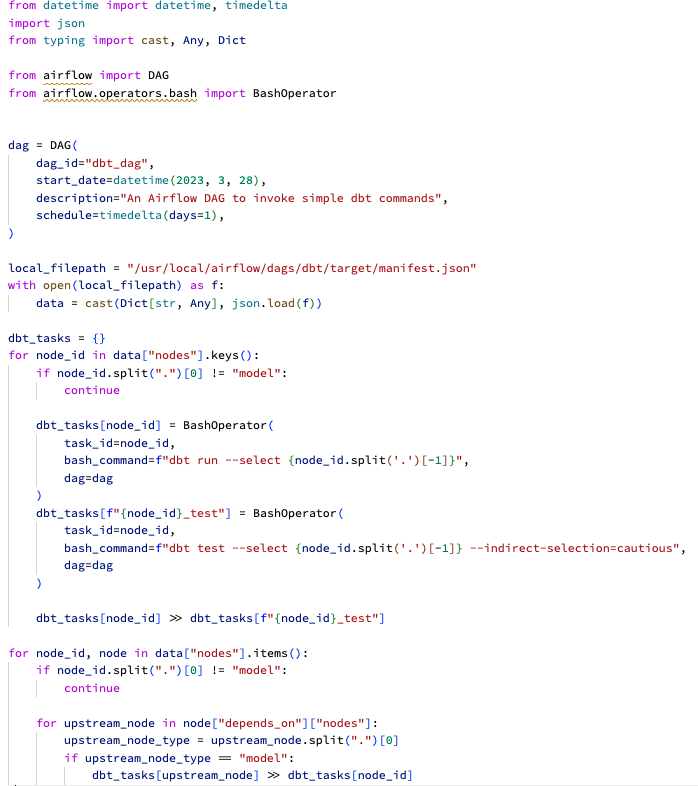 from datetime import datetime, timedelta
import json
from typing import cast, Any, Dict

from airflow import DAG
from airflow.operators.bash import BashOperator


dag = DAG(
    dag_id="dbt_dag",
    start_date=datetime(2023, 3, 28),
    description="An Airflow DAG to invoke simple dbt commands",
    schedule=timedelta(days=1),
)

local_filepath = "/usr/local/airflow/dags/dbt/target/manifest.json"
with open(local_filepath) as f:
    data = cast(Dict[str, Any], json.load(f))

dbt_tasks = {}
for node_id in data["nodes"].keys():
    if node_id.split(".")[0] != "model":
        continue

    dbt_tasks[node_id] = BashOperator(
        task_id=node_id,
        bash_command=f"dbt run --select {node_id.split('.')[-1]}",
        dag=dag
    )
    dbt_tasks[f"{node_id}_test"] = BashOperator(
        task_id=node_id,
        bash_command=f"dbt test --select {node_id.split('.')[-1]} --indirect-selection=cautious",
        dag=dag
    )

    dbt_tasks[node_id] >> dbt_tasks[f"{node_id}_test"]

for node_id, node in data["nodes"].items():
    if node_id.split(".")[0] != "model":
        continue

    for upstream_node in node["depends_on"]["nodes"]:
        upstream_node_type = upstream_node.split(".")[0]
        if upstream_node_type == "model":
            dbt_tasks[upstream_node] >> dbt_tasks[node_id]